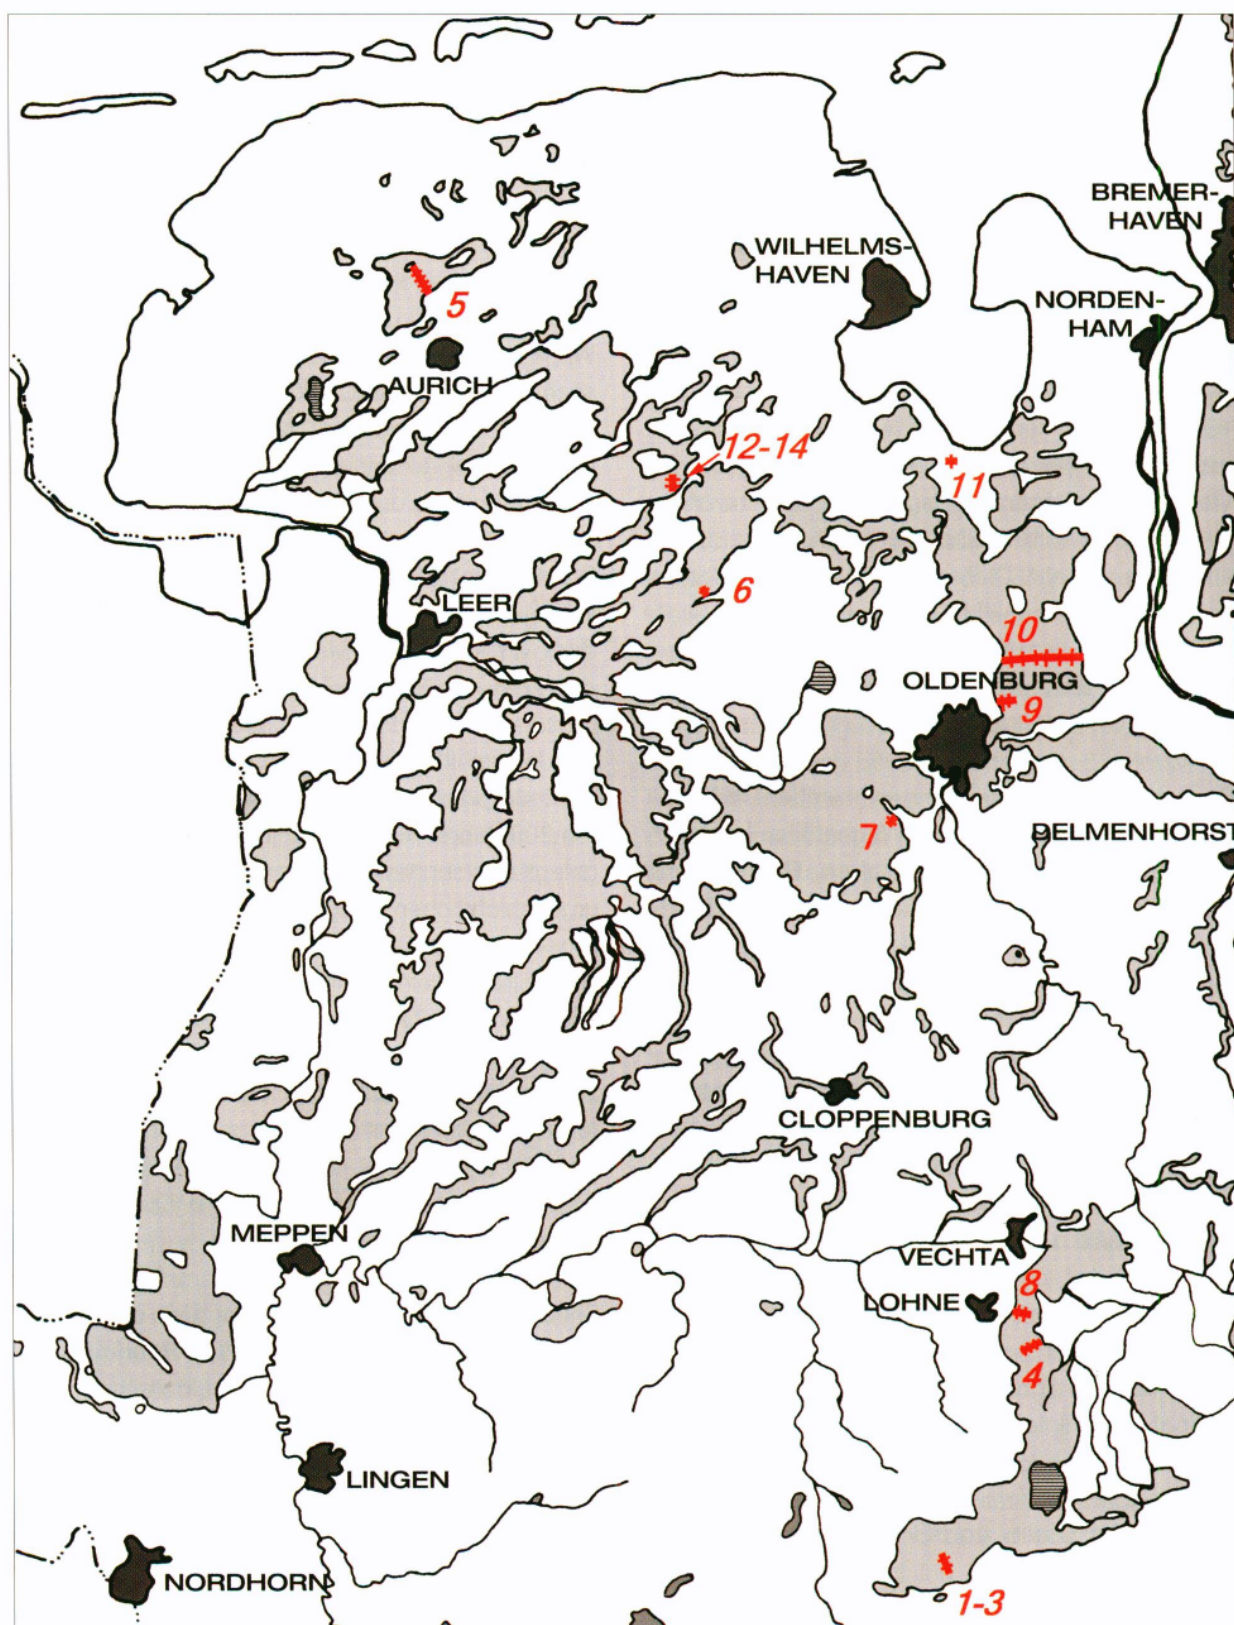 BREMER-
HAVEN
WILHELMS-
HAVEN
NORDEN-
HAM
5
AURICH
12-14
11
6
LEER
10
OLDENBURG
9
7
DELMENHORST
CLOPPENBURG
MEPPEN
VECHTA
8
LOHNE
4
LINGEN
NORDHORN
1-3